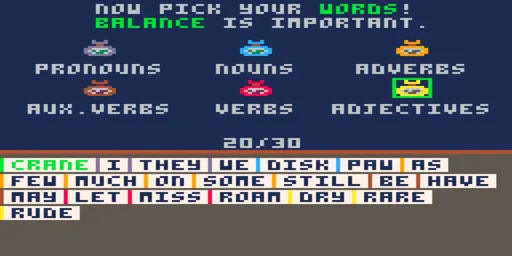 NOW PICK YOUR WORDS!
BALANCE IS IMPORTANT.
PRONOUNS NOUNS ADVERBS
AUX.VERBS VERBS ADJECTIVES
20/30
CRANE I THEY WE DISK PAW AS
FEW MUCH ON SOME STILL BE HAVE
MAY LET MISS ROAM DRY RARE
RUDE